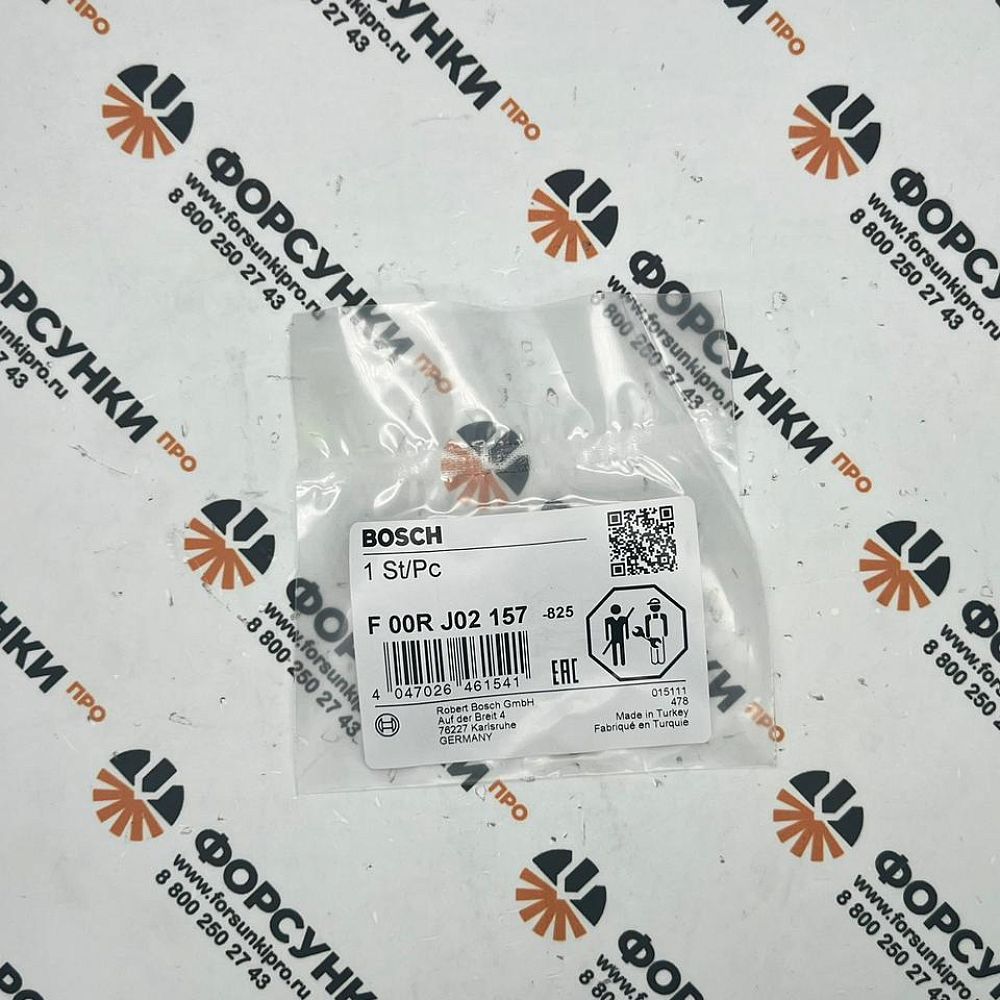 BOSCH
1 St/Pc
F 00R J02 157 -825
4 047026 461541
EAC
Robert Bosch GmbH
Auf der Breit 4
76227 Karlsruhe
GERMANY
015111
478
Made in Turkey
Fabriqué en Turquie
ФОРСУНКИ ПРО
www.forsunkipro.ru
8 800 250 27 43